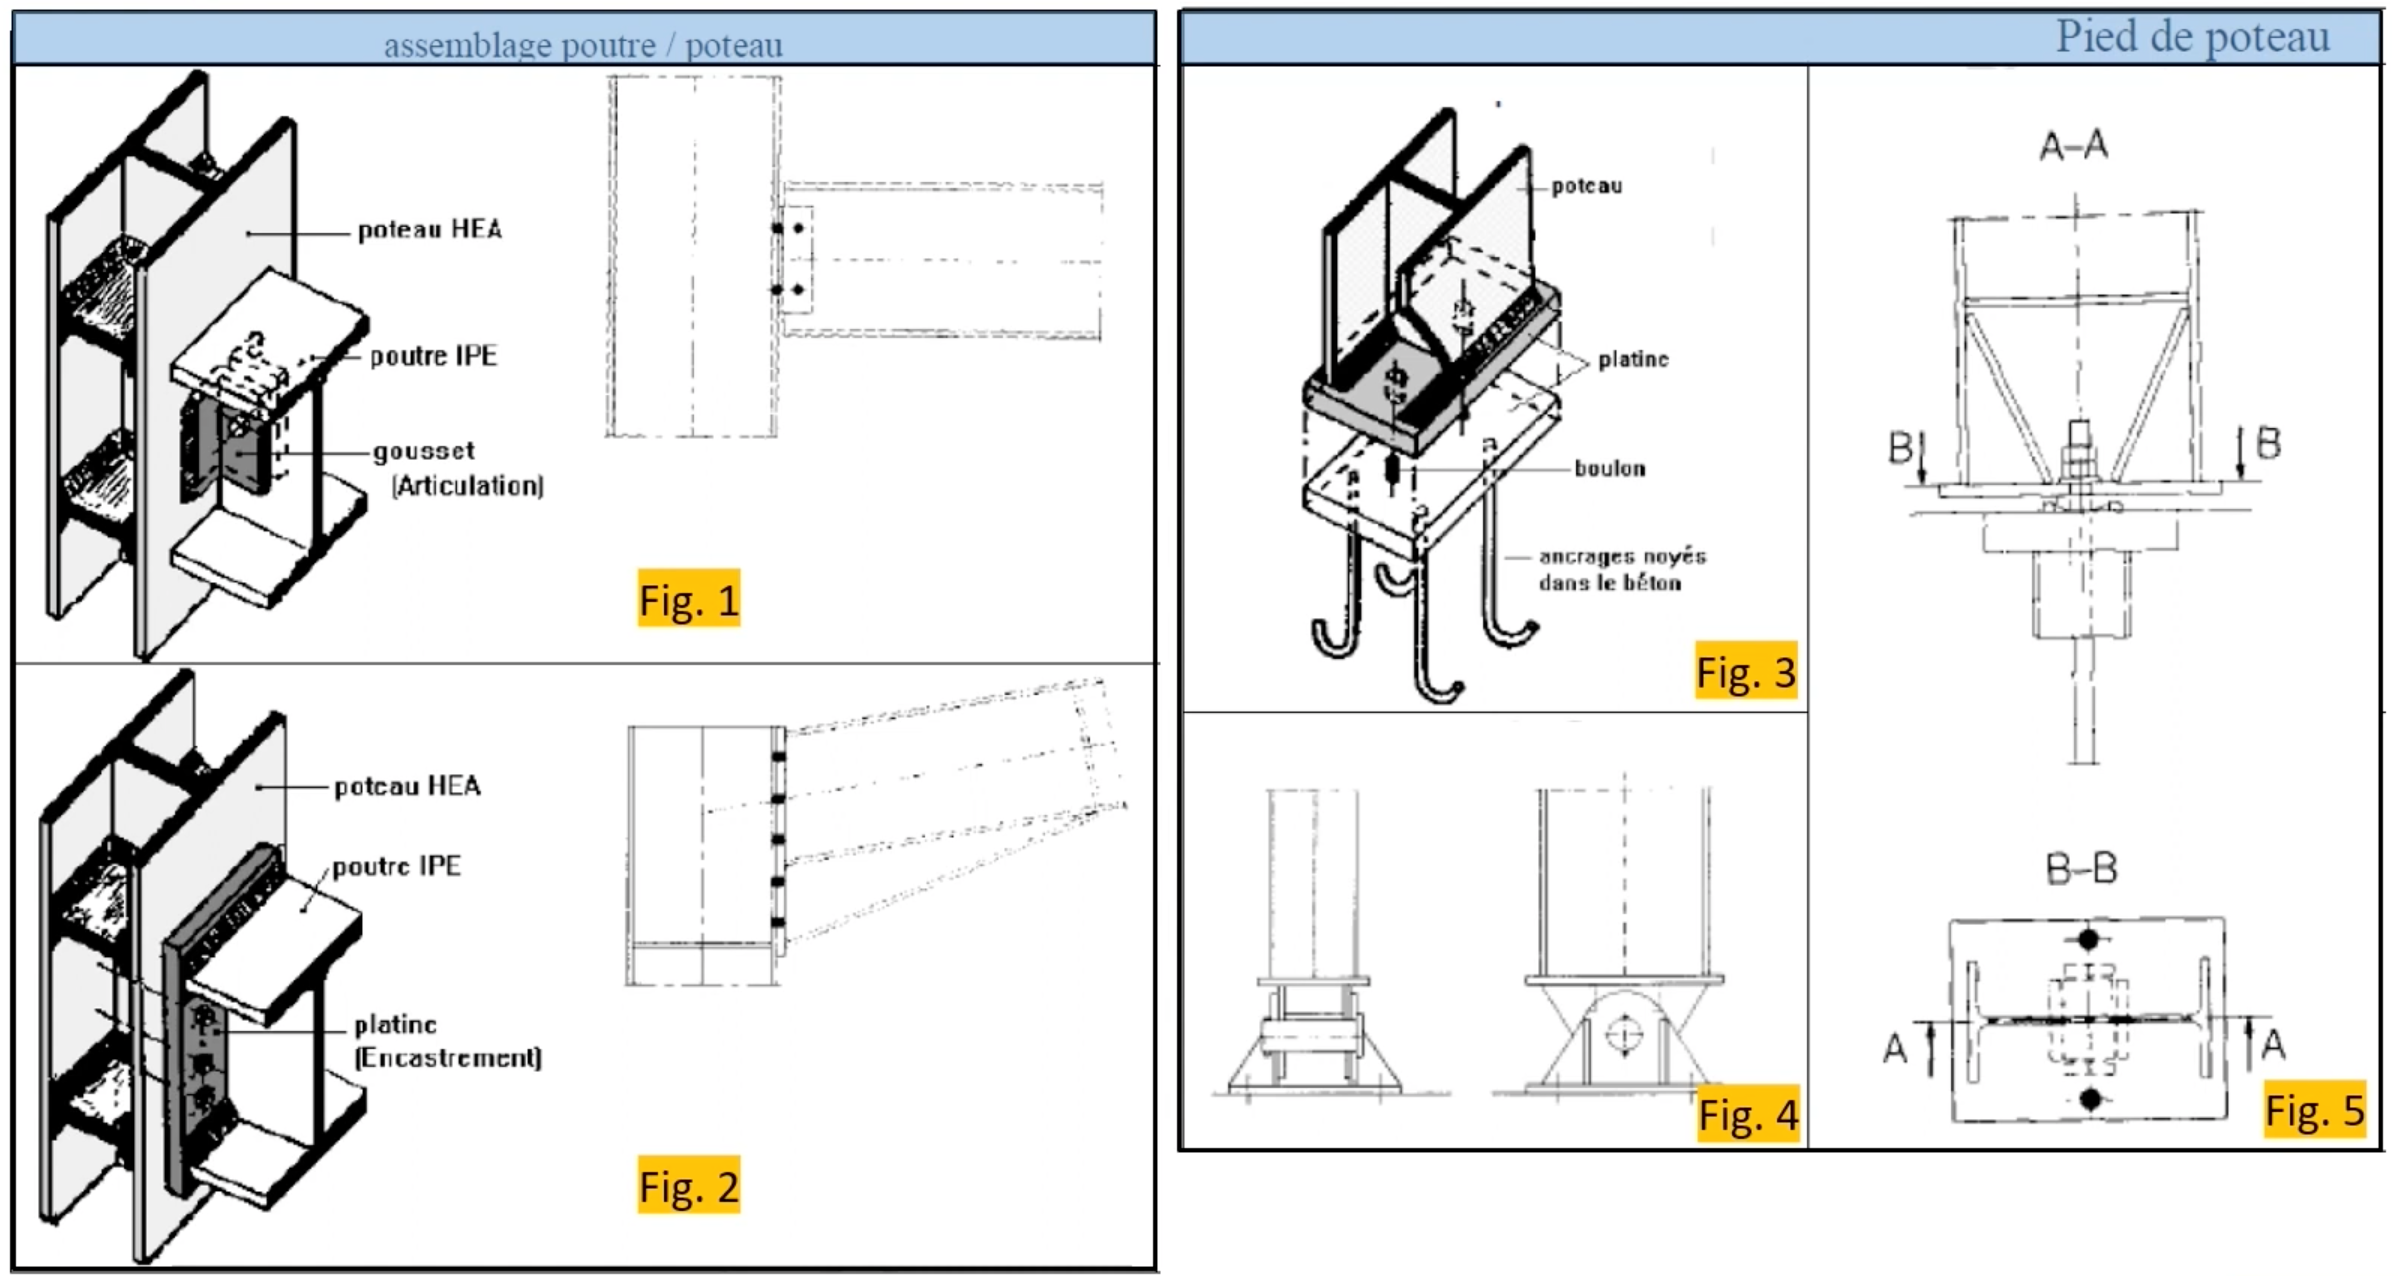 assemblage poutre / poteau
poteau HEA
poutre IPE
gousset
(Articulation)
Fig. 1
poteau HEA
poutre IPE
platine
(Encastrement)
Fig. 2
Pied de poteau
poteau
platine
boulon
ancrages noyés
dans le béton
Fig. 3
Fig. 4
A-A
B
B
B-B
A
A
Fig. 5